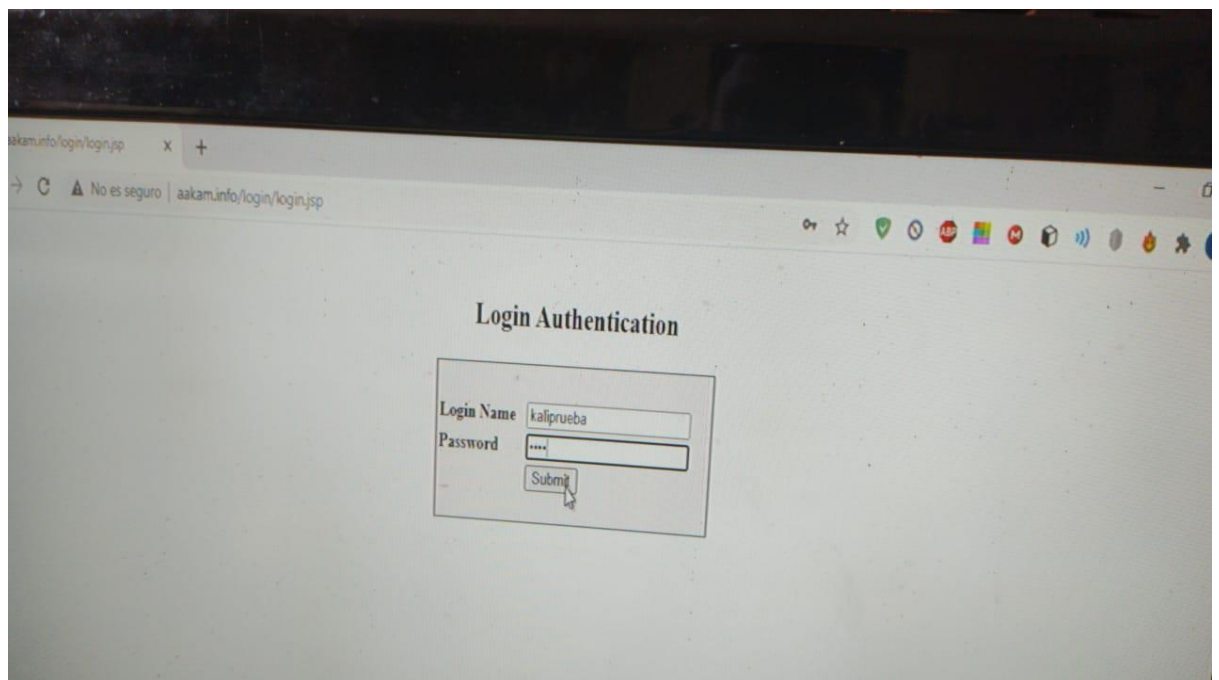 aakam.info/login/login.jsp
No es seguro | aakam.info/login/login.jsp
ABP
M
Login Authentication
Login Name kaliprueba
Password ....
Submit